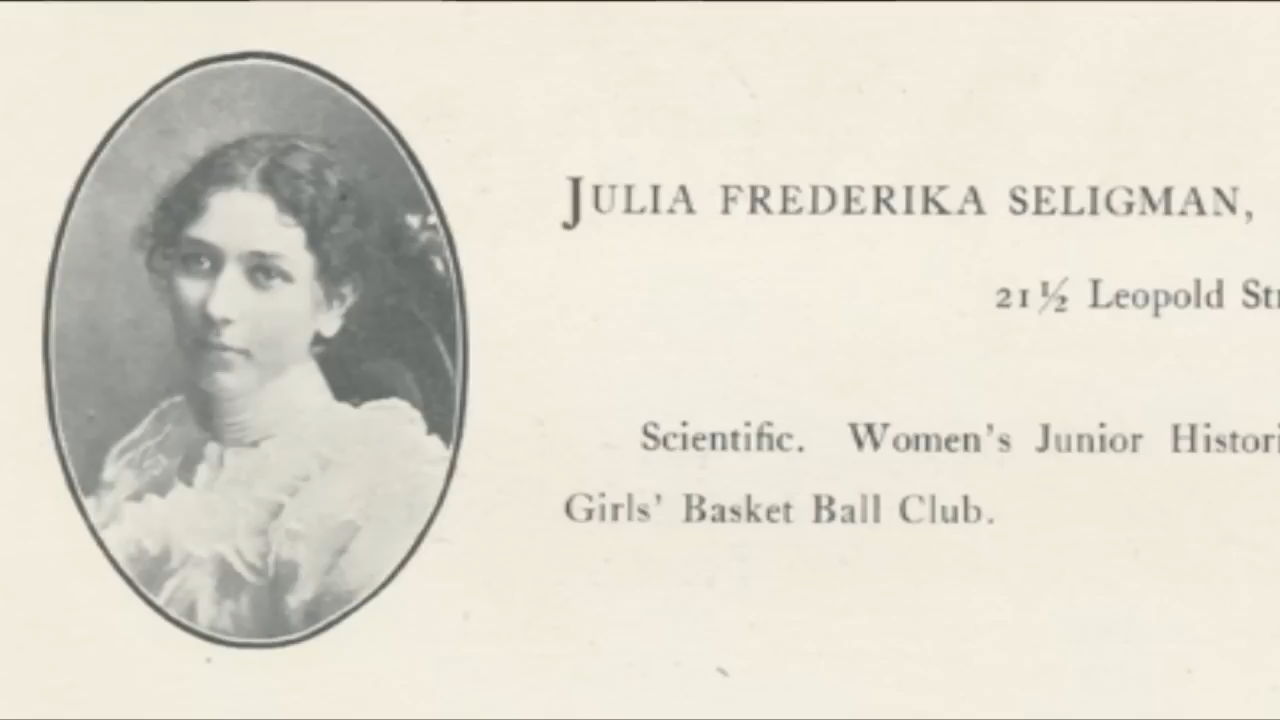 JULIA FREDERIKA SELIGMAN,
21½ Leopold
Scientific. Women's Junior
Girls' Basket Ball Club.